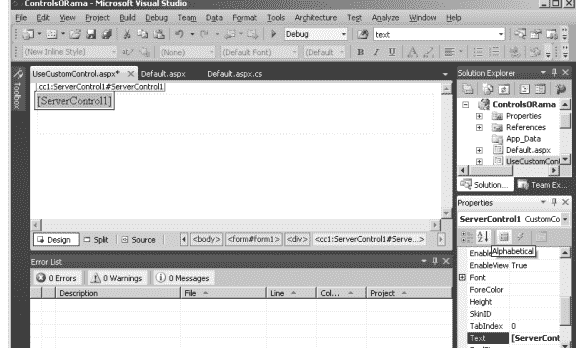 ControlsORama - Microsoft Visual Studio
File Edit View Project Build Debug Team Data Format Tools Architecture Test Analyze Window Help
Debug text
(New Inline Style) (None) (Default Font) (Default B I U A
UseCustomControl.aspx* × Default.aspx Default.aspx.cs
Toolbox
cc1:ServerControl1#ServerControl1
[ServerControl1]
Design Split Source <body> <form#form1> <div> <cc1:ServerControl1#Serve...>
Error List
0 Errors 0 Warnings 0 Messages
Description File Line Col... Project
Solution Explorer
ControlsORama
Properties
References
App_Data
Default.aspx
UseCustomCont
Solution... Team Ex...
Properties
ServerControl1 CustomCo
Alphabetical
Enable
EnableView True
Font
ForeColor
Height
SkinID
TabIndex 0
Text [ServerCont